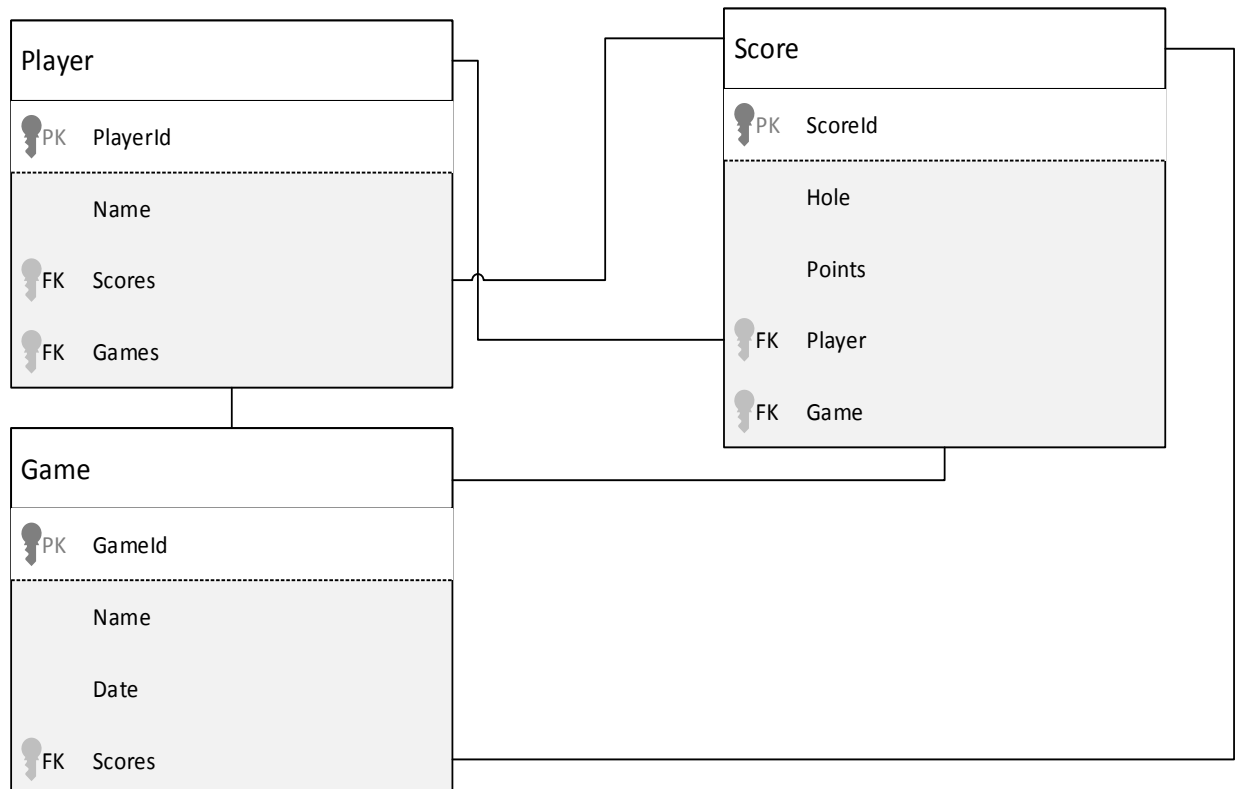 Player
PK PlayerId
Name
FK Scores
FK Games
Score
PK ScoreId
Hole
Points
FK Player
FK Game
Game
PK GameId
Name
Date
FK Scores